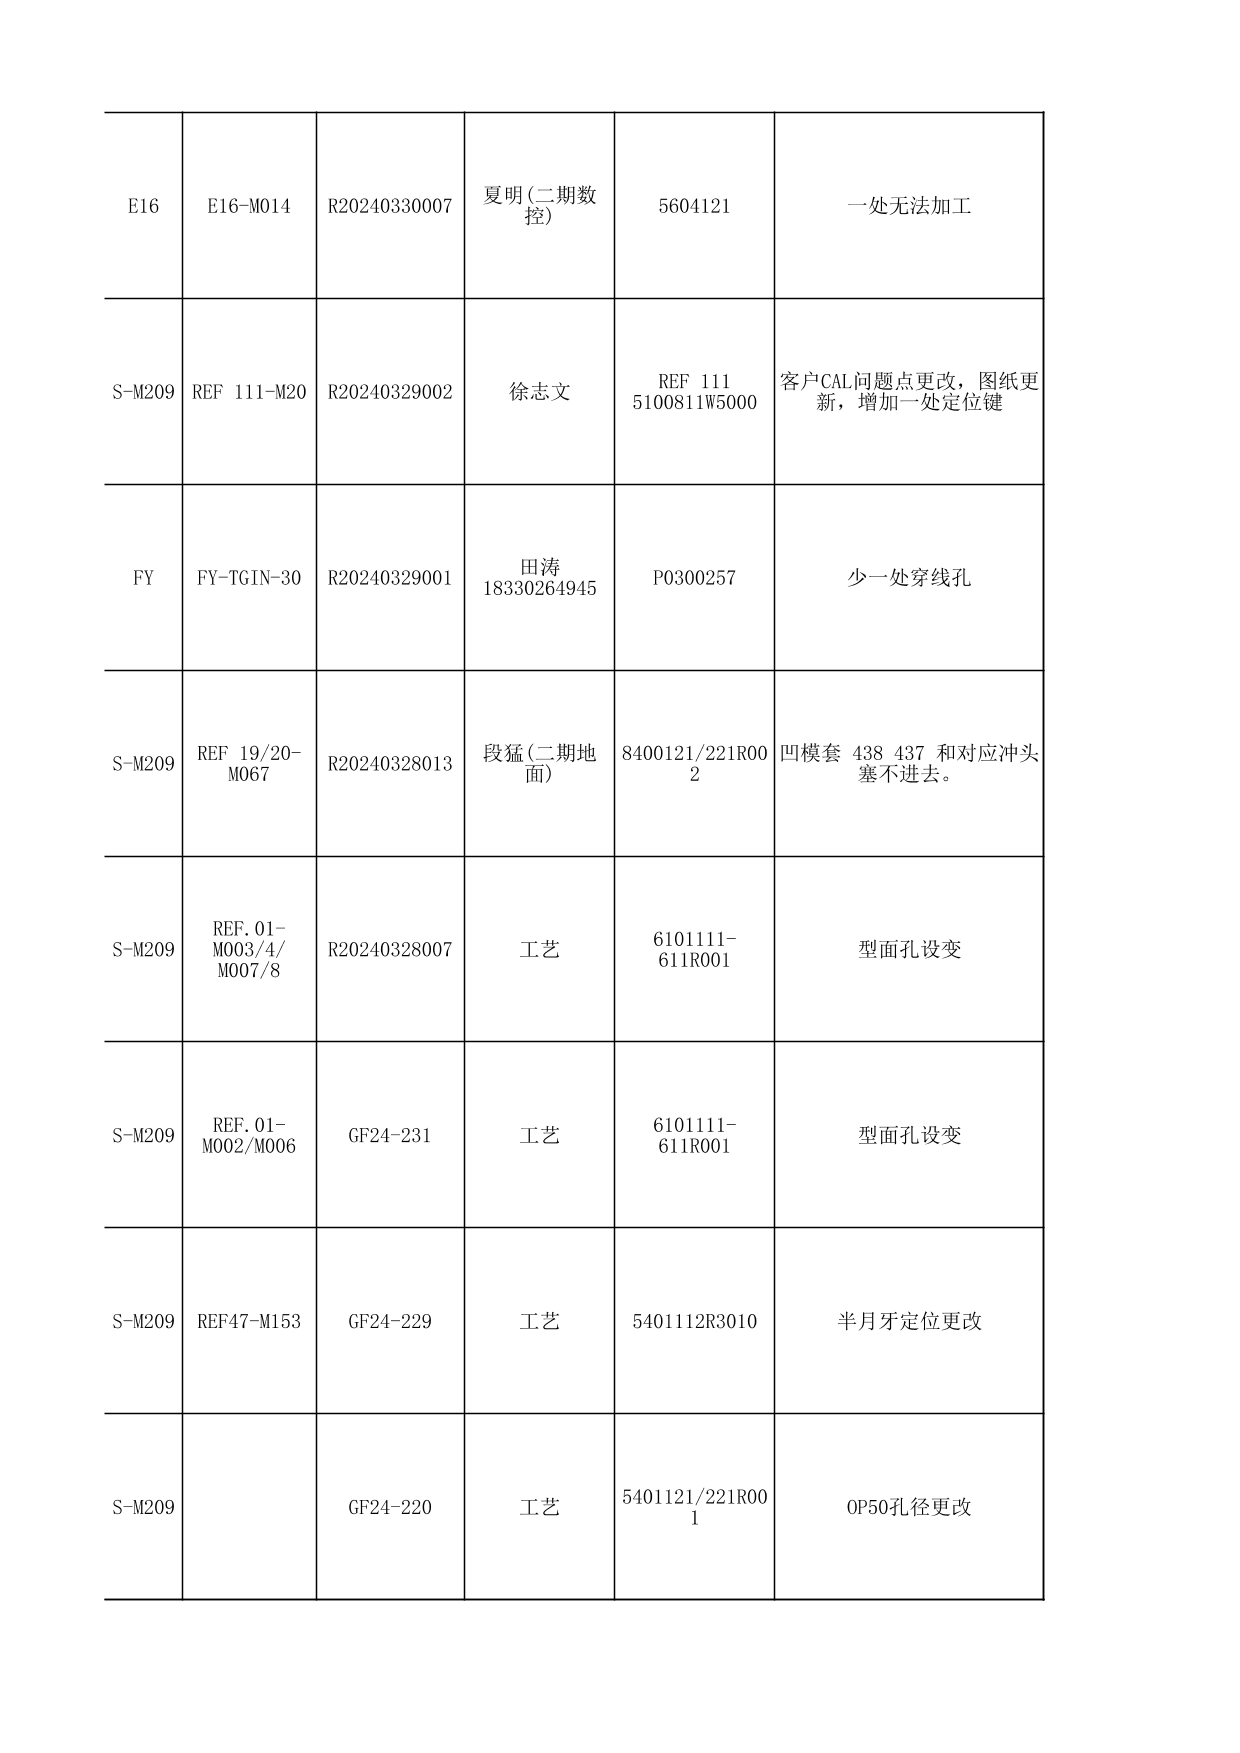 E16
E16-M014
R20240330007
夏明(二期数
控)
5604121
一处无法加工
S-M209
REF 111-M20
R20240329002
徐志文
REF 111
5100811W5000
客户CAL问题点更改，图纸更
新，增加一处定位键
FY
FY-TGIN-30
R20240329001
田涛
18330264945
P0300257
少一处穿线孔
S-M209
REF 19/20-
M067
R20240328013
段猛(二期地
面)
8400121/221R00
2
凹模套 438 437 和对应冲头
塞不进去。
S-M209
REF.01-
M003/4/
M007/8
R20240328007
工艺
6101111-
611R001
型面孔设变
S-M209
REF.01-
M002/M006
GF24-231
工艺
6101111-
611R001
型面孔设变
S-M209
REF47-M153
GF24-229
工艺
5401112R3010
半月牙定位更改
S-M209
GF24-220
工艺
5401121/221R00
1
OP50孔径更改